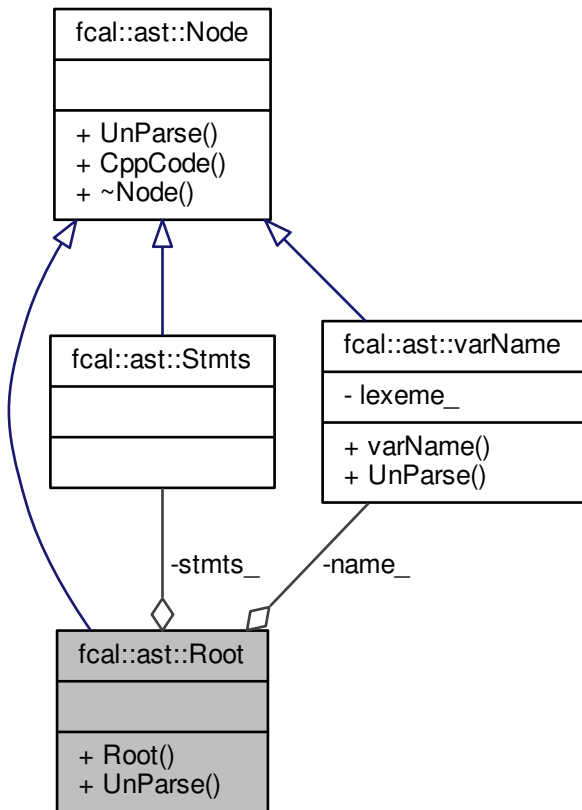 fcal::ast::Node
+ UnParse()
+ CppCode()
+ ~Node()
fcal::ast::Stmts
fcal::ast::varName
- lexeme_
+ varName()
+ UnParse()
-stmts_
-name_
fcal::ast::Root
+ Root()
+ UnParse()